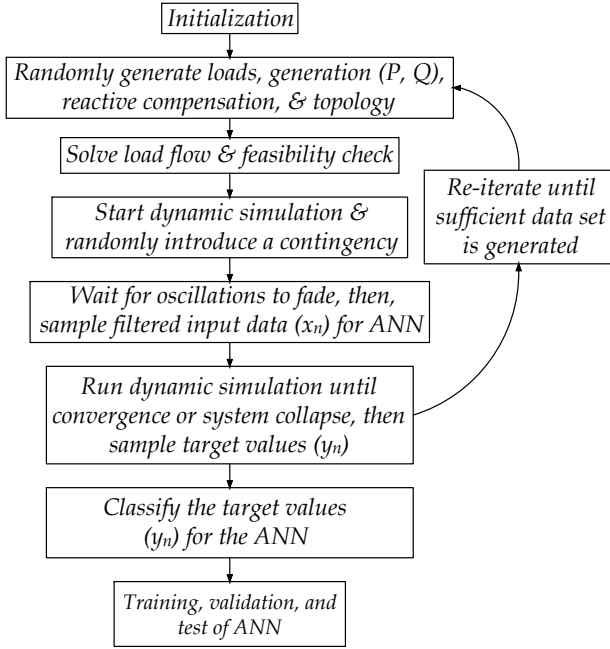 Initialization
Randomly generate loads, generation (P, Q),
reactive compensation, & topology
Solve load flow & feasibility check
Start dynamic simulation &
randomly introduce a contingency
Re-iterate until
sufficient data set
is generated
Wait for oscillations to fade, then,
sample filtered input data (xn) for ANN
Run dynamic simulation until
convergence or system collapse, then
sample target values (yn)
Classify the target values
(yn) for the ANN
Training, validation, and
test of ANN